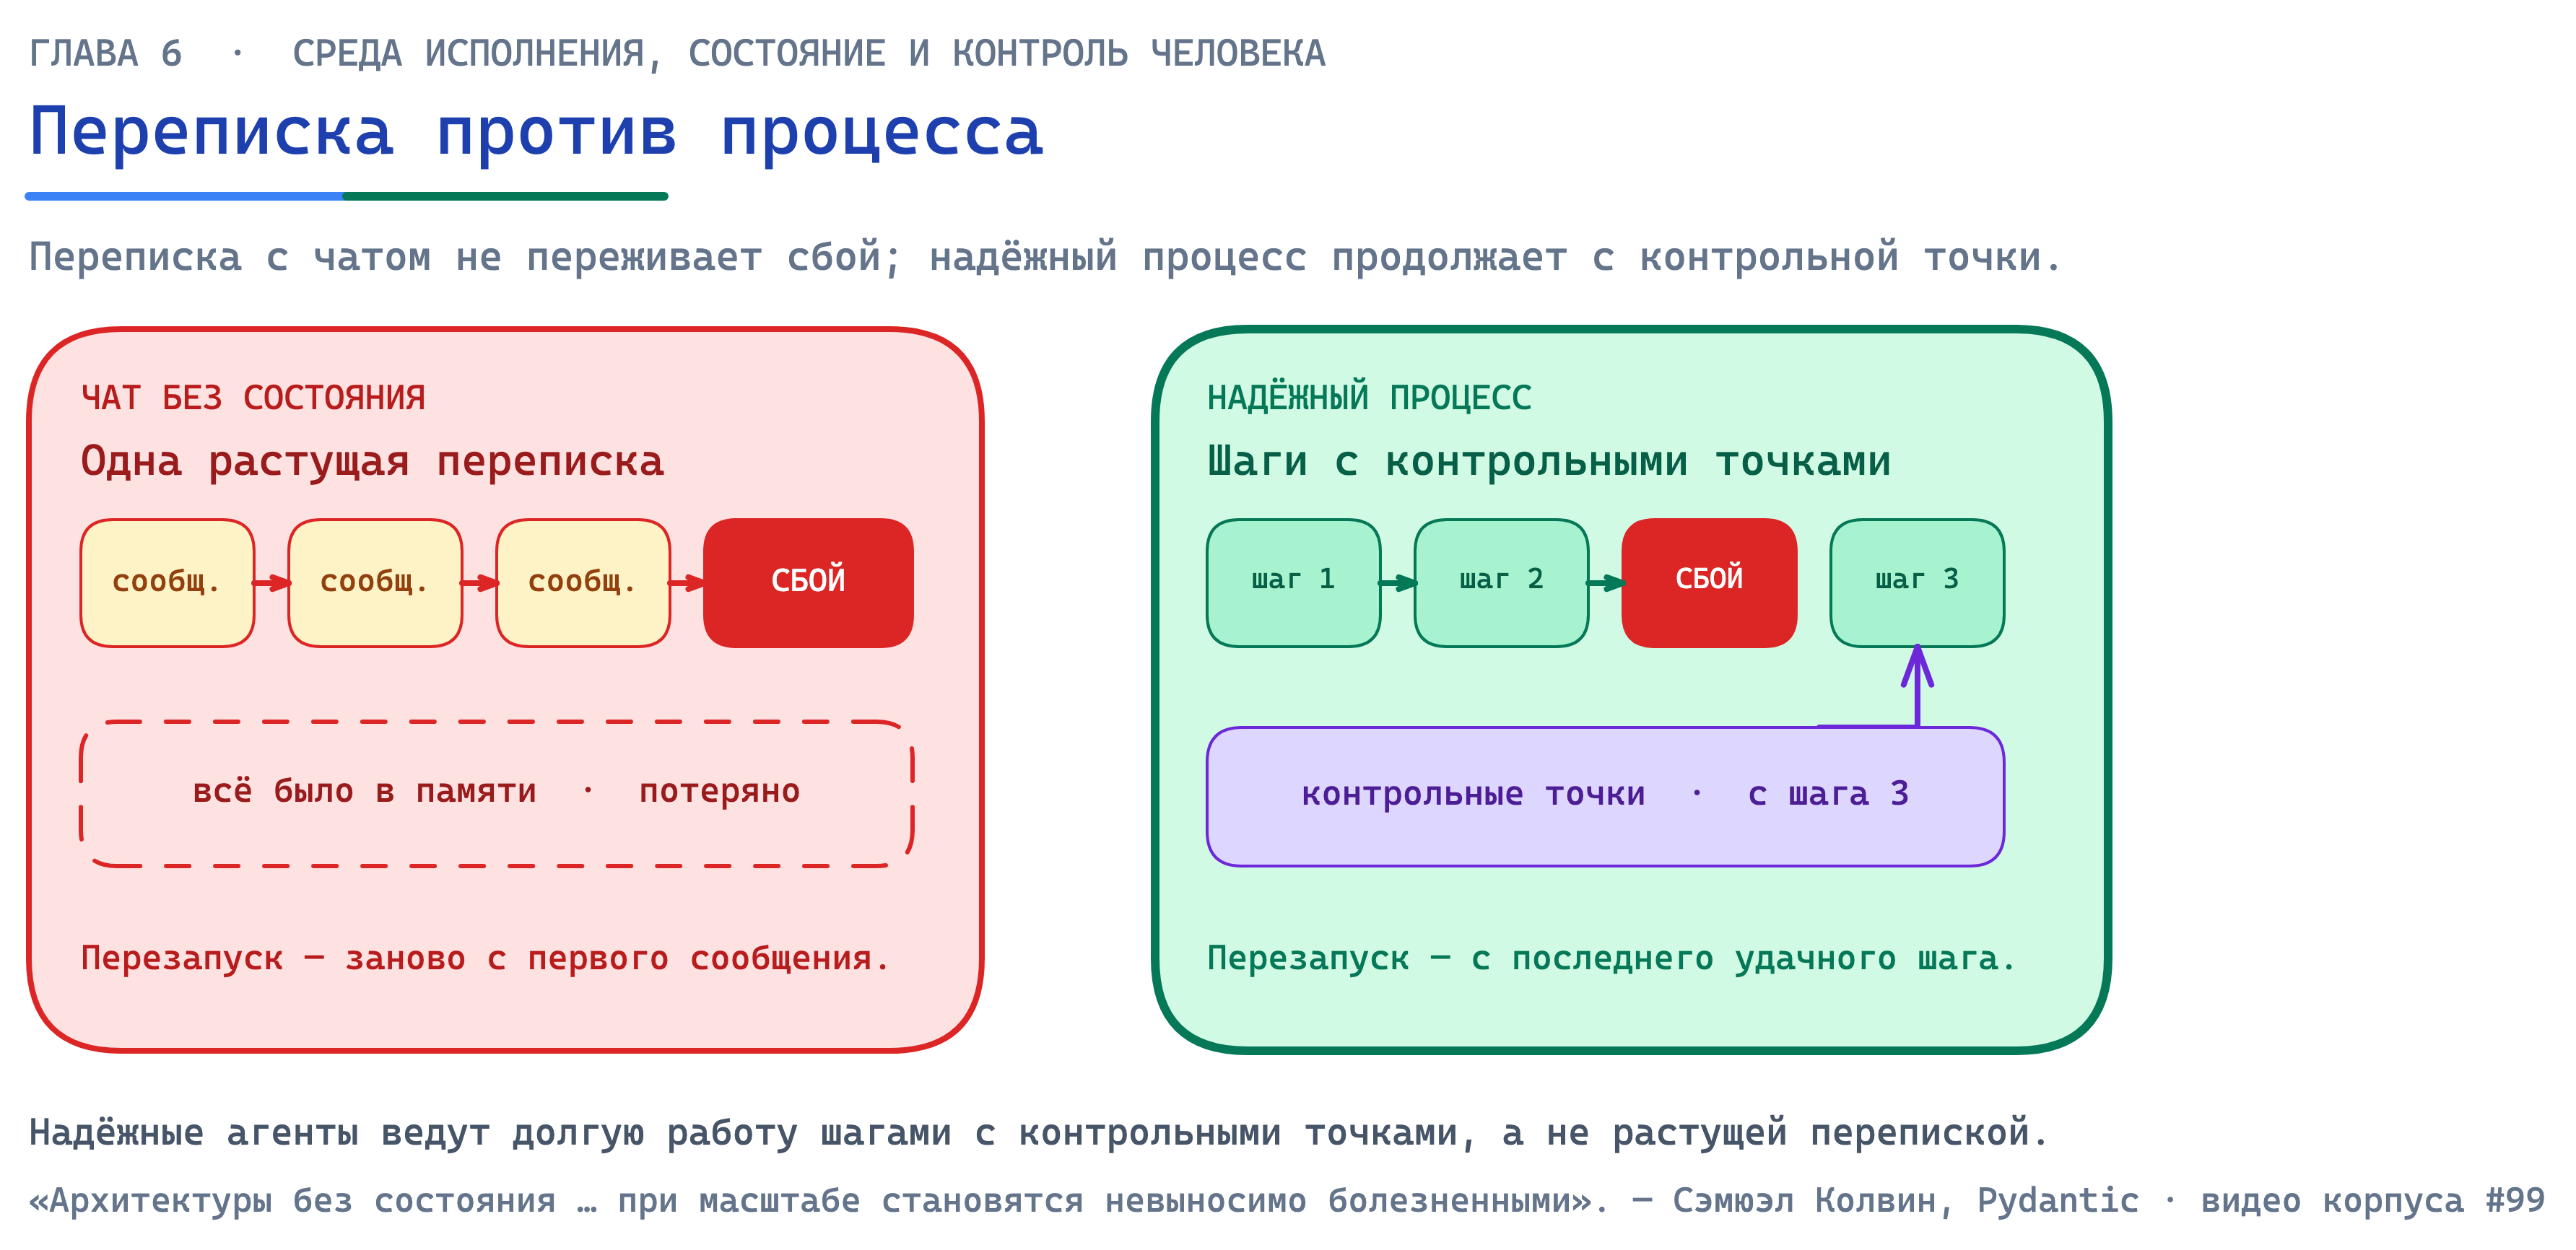 ГЛАВА 6 · СРЕДА ИСПОЛНЕНИЯ, СОСТОЯНИЕ И КОНТРОЛЬ ЧЕЛОВЕКА
Переписка против процесса
Переписка с чатом не переживает сбой; надёжный процесс продолжает с контрольной точки.
ЧАТ БЕЗ СОСТОЯНИЯ
Одна растущая переписка
сообщ. сообщ. сообщ. СБОЙ
всё было в памяти · потеряно
Перезапуск — заново с первого сообщения.
НАДЁЖНЫЙ ПРОЦЕСС
Шаги с контрольными точками
шаг 1 шаг 2 СБОЙ шаг 3
контрольные точки · с шага 3
Перезапуск — с последнего удачного шага.
Надёжные агенты ведут долгую работу шагами с контрольными точками, а не растущей перепиской.
«Архитектуры без состояния … при масштабе становятся невыносимо болезненными». — Сэмюэл Колвин, Pydantic · видео корпуса #99